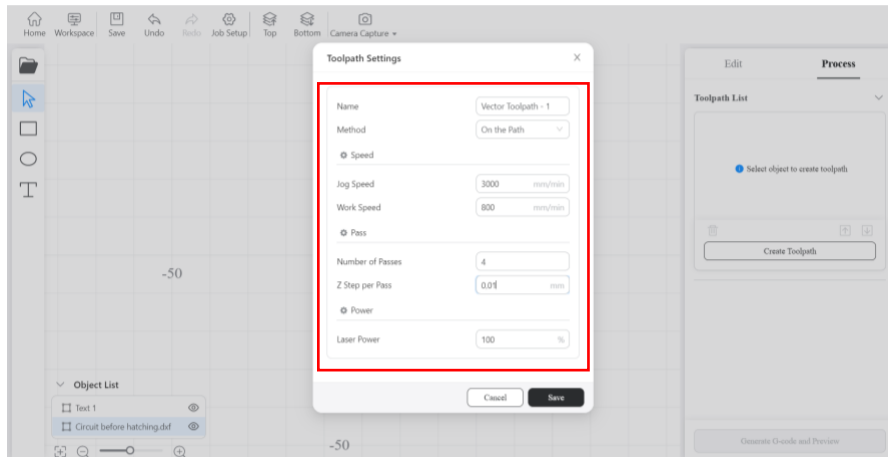 Home Workspace Save Undo Redo Job Setup Top Bottom Camera Capture
Toolpath Settings
Name Vector Toolpath - 1
Method On the Path
Speed
Jog Speed 3000 mm/min
Work Speed 800 mm/min
Pass
Number of Passes 4
Z Step per Pass 0.01 mm
Power
Laser Power 100 %
Cancel Save
Edit Process
Toolpath List
Select object to create toolpath
Create Toolpath
Generate G-code and Preview
-50
Object List
Text 1
Circuit before hatching.dxf
-50